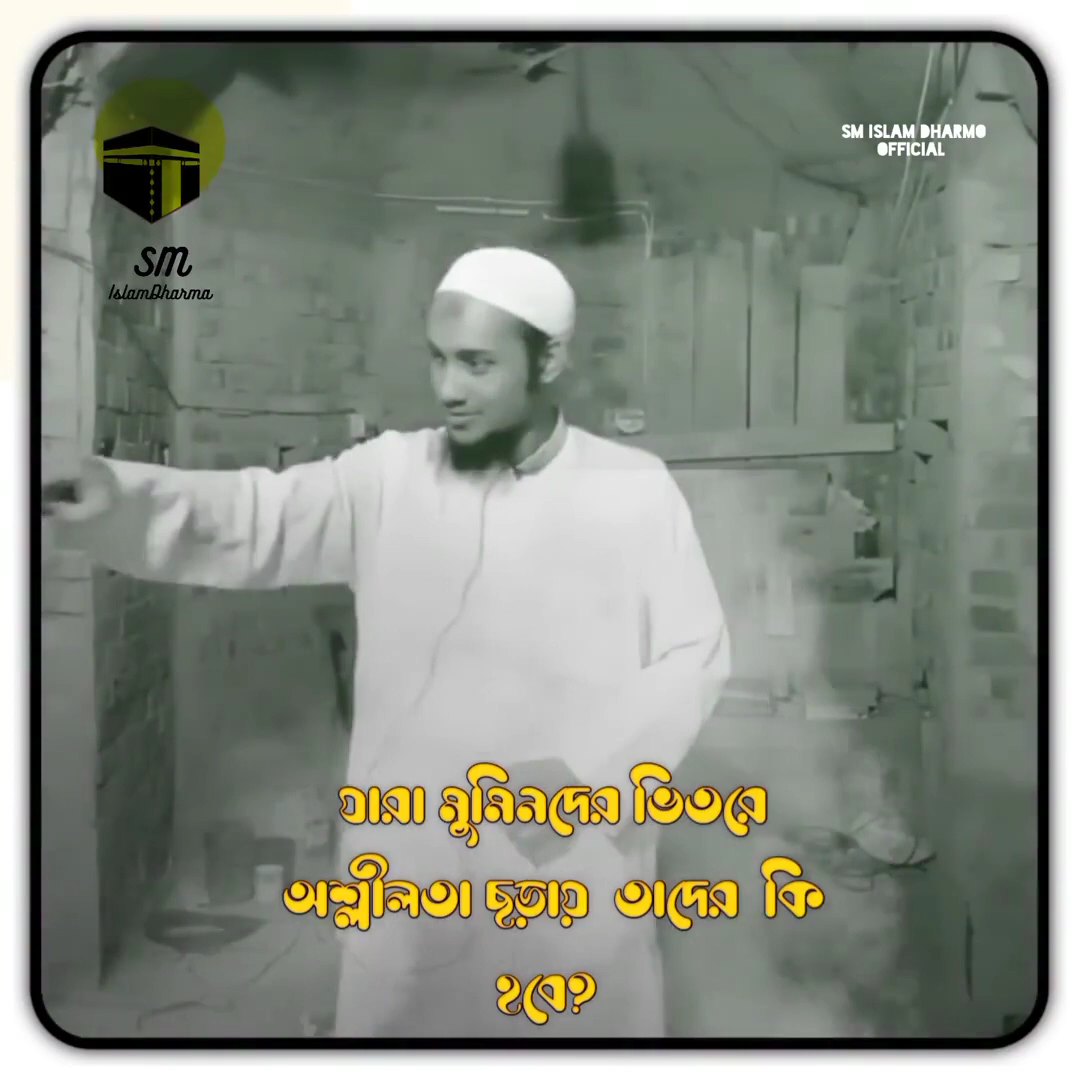 SM ISLAM DHARMO
OFFICIAL
SM
IslamDharma
যারা মুমিনদের ভিতরে
অশ্লীলতা ছড়ায় তাদের কি
হবে?